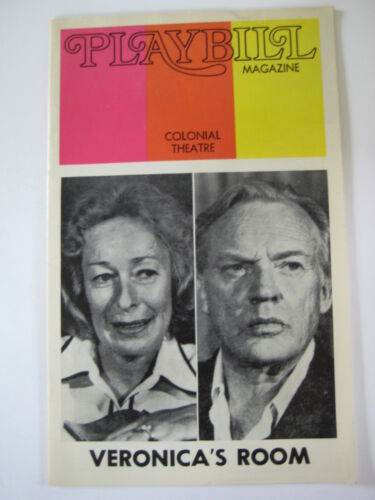 PLAYBILL
MAGAZINE
COLONIAL
THEATRE
VERONICA'S ROOM